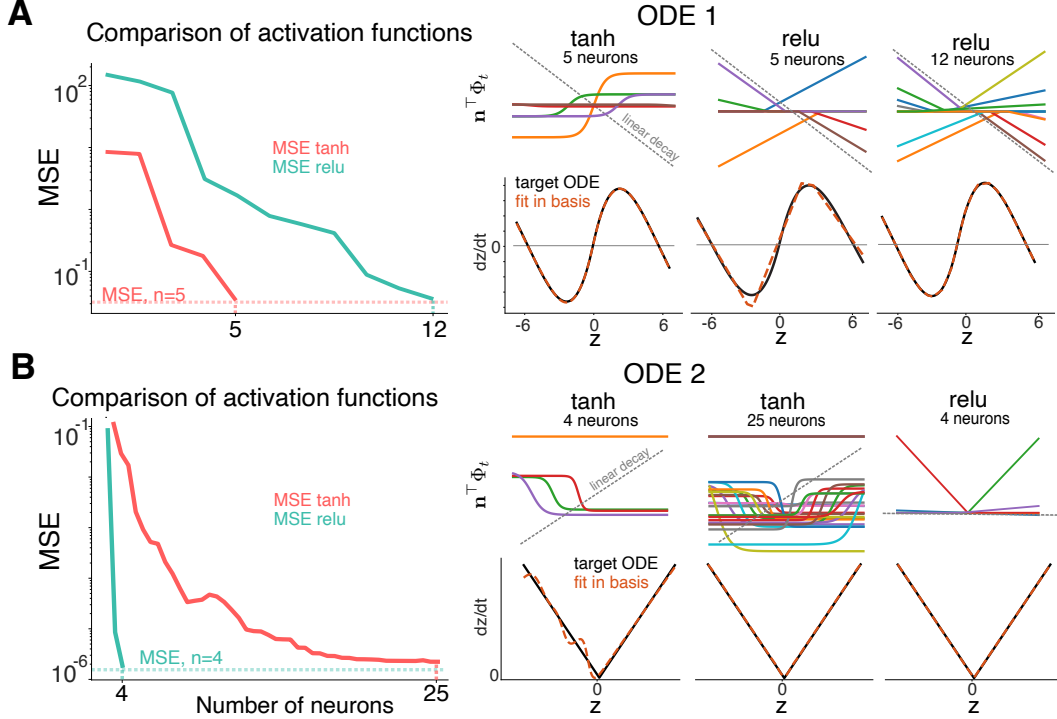 A
Comparison of activation functions
MSE
10²
10⁻¹
MSE tanh
MSE relu
MSE, n=5
5
12
ODE 1
tanh
5 neurons
relu
5 neurons
relu
12 neurons
n⊤Φt
linear decay
target ODE
fit in basis
dz/dt
0
-6
0
6
z
-6
0
6
z
-6
0
6
z
B
Comparison of activation functions
MSE
10⁻¹
10⁻⁶
MSE tanh
MSE relu
MSE, n=4
4
25
Number of neurons
ODE 2
tanh
4 neurons
tanh
25 neurons
relu
4 neurons
n⊤Φt
linear decay
target ODE
fit in basis
dz/dt
0
0
z
0
z
0
z